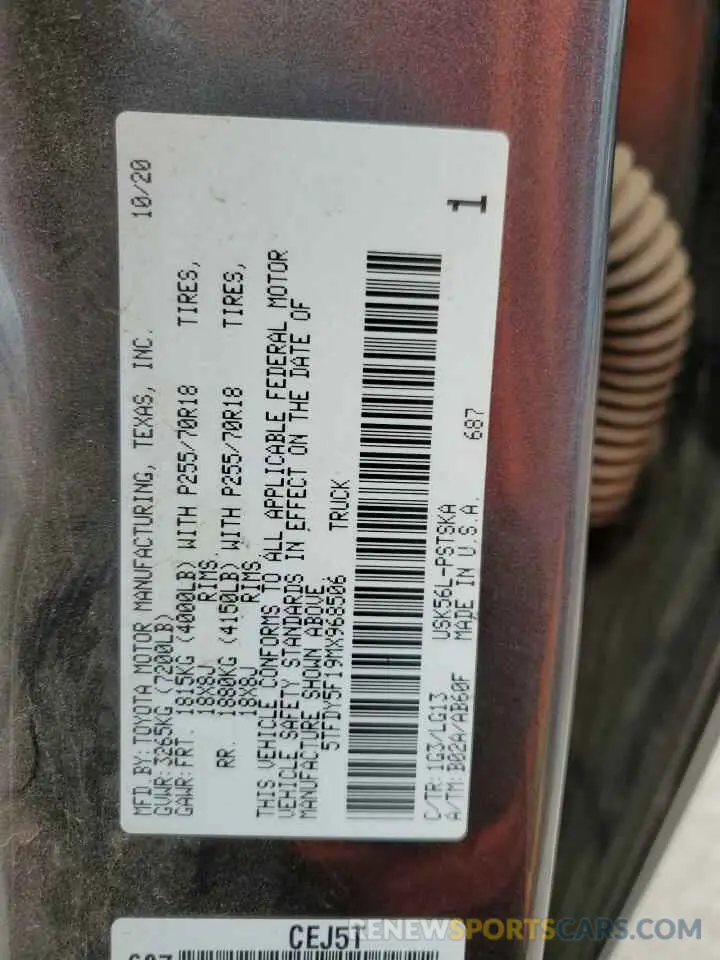 MFD.BY:TOYOTA MOTOR MANUFACTURING, TEXAS, INC. 10/20
GVWR:3265KG (7200LB)
GAWR:FRT. 1815KG (4000LB) WITH P255/70R18 TIRES,
18X8J RIMS.
RR. 1880KG (4150LB) WITH P255/70R18 TIRES,
18X8J RIMS.
THIS VEHICLE CONFORMS TO ALL APPLICABLE FEDERAL MOTOR
VEHICLE SAFETY STANDARDS IN EFFECT ON THE DATE OF
MANUFACTURE SHOWN ABOVE
5TFDY5F19MX968506 TRUCK
C/TR:1G3/LG13 USK56L-PSTSKA 687
A/TM:B02A/AB60F MADE IN U.S.A. 1
CEJ5T
687
RENEWSPORTSCARS.COM